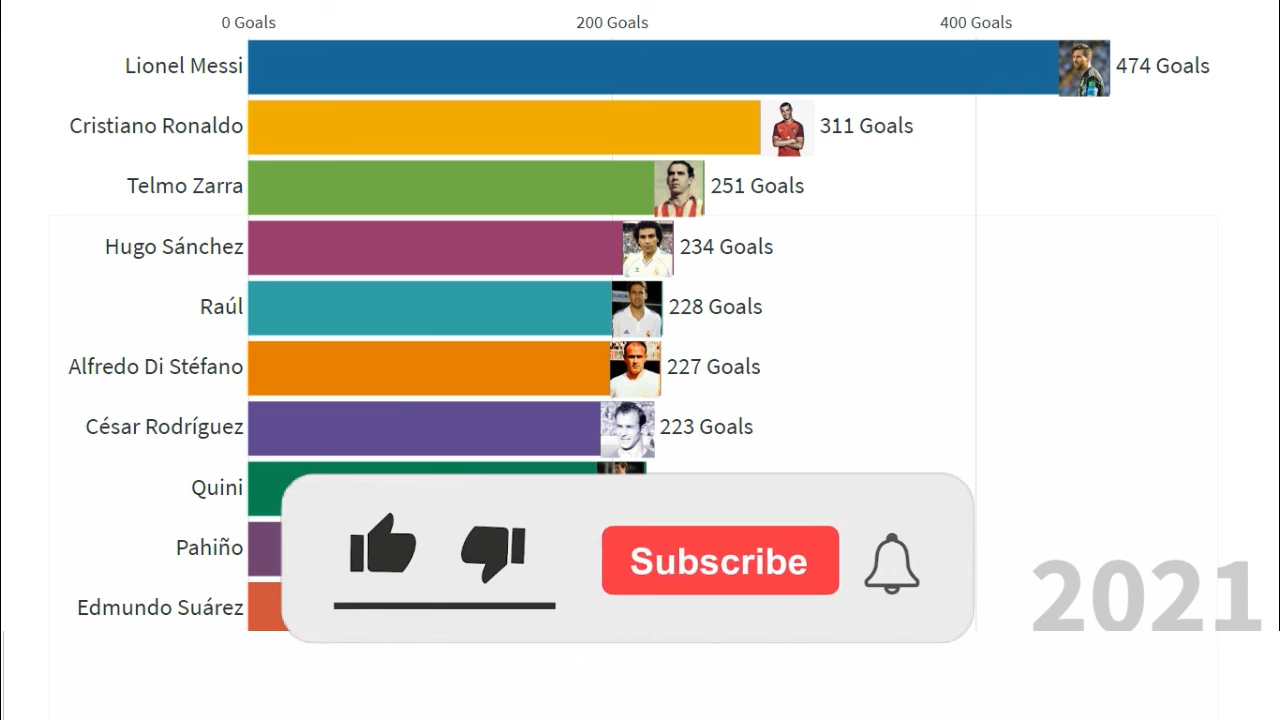 0 Goals 200 Goals 400 Goals
Lionel Messi 474 Goals
Cristiano Ronaldo 311 Goals
Telmo Zarra 251 Goals
Hugo Sánchez 234 Goals
Raúl 228 Goals
Alfredo Di Stéfano 227 Goals
César Rodríguez 223 Goals
Quini
Pahiño
Edmundo Suárez
Subscribe
2021